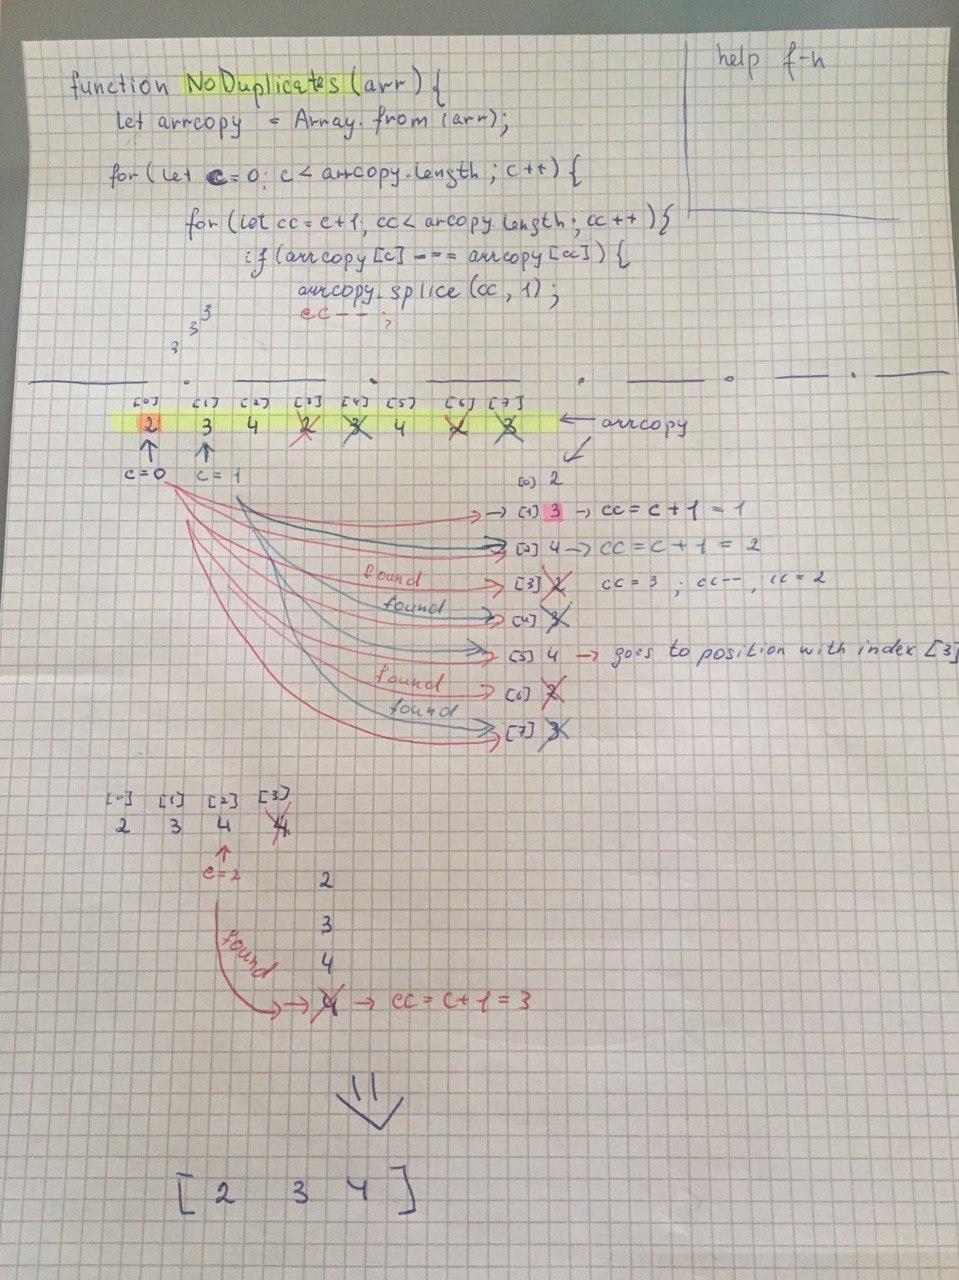 help f-n
function NoDuplicates (arr) {
let arrcopy = Array.from (arr);
for (let c = 0; c < arrcopy.length; c++) {
for (let cc = c+1; cc < arcopy.length; cc++) {
if (arrcopy [c] === arrcopy [cc]) {
arrcopy.splice (cc, 1);
cc-- ;
3
3
3
[0] [1] [2] [3] [4] [5] [6] [7]
2 3 4 2 3 4 2 3 ← arrcopy
c=0 c=1
[0] 2
→ [1] 3 → cc = c + 1 = 1
[2] 4 → cc = c + 1 = 2
found [3] 2 cc = 3 ; cc-- , cc = 2
found [4] 3
[5] 4 → goes to position with index [3]
found [6] 2
found [7] 3
[0] [1] [2] [3]
2 3 4 4
c=2
2
3
found
4
→ 4 → cc = c+1 = 3
[ 2 3 4 ]